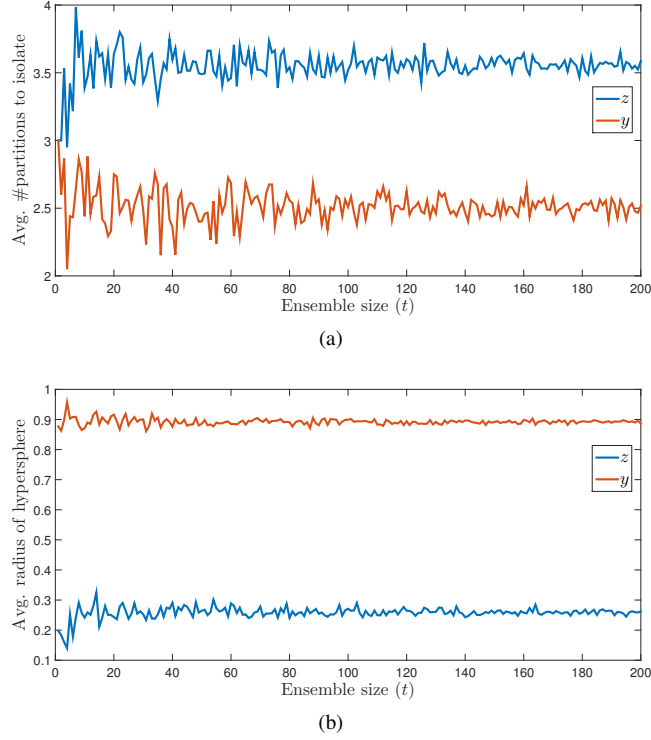 4
3.5
3
2.5
2
Avg. #partitions to isolate
z
y
0 20 40 60 80 100 120 140 160 180 200
Ensemble size (t)
(a)
1
0.9
0.8
0.7
0.6
0.5
0.4
0.3
0.2
0.1
Avg. radius of hypersphere
z
y
0 20 40 60 80 100 120 140 160 180 200
Ensemble size (t)
(b)